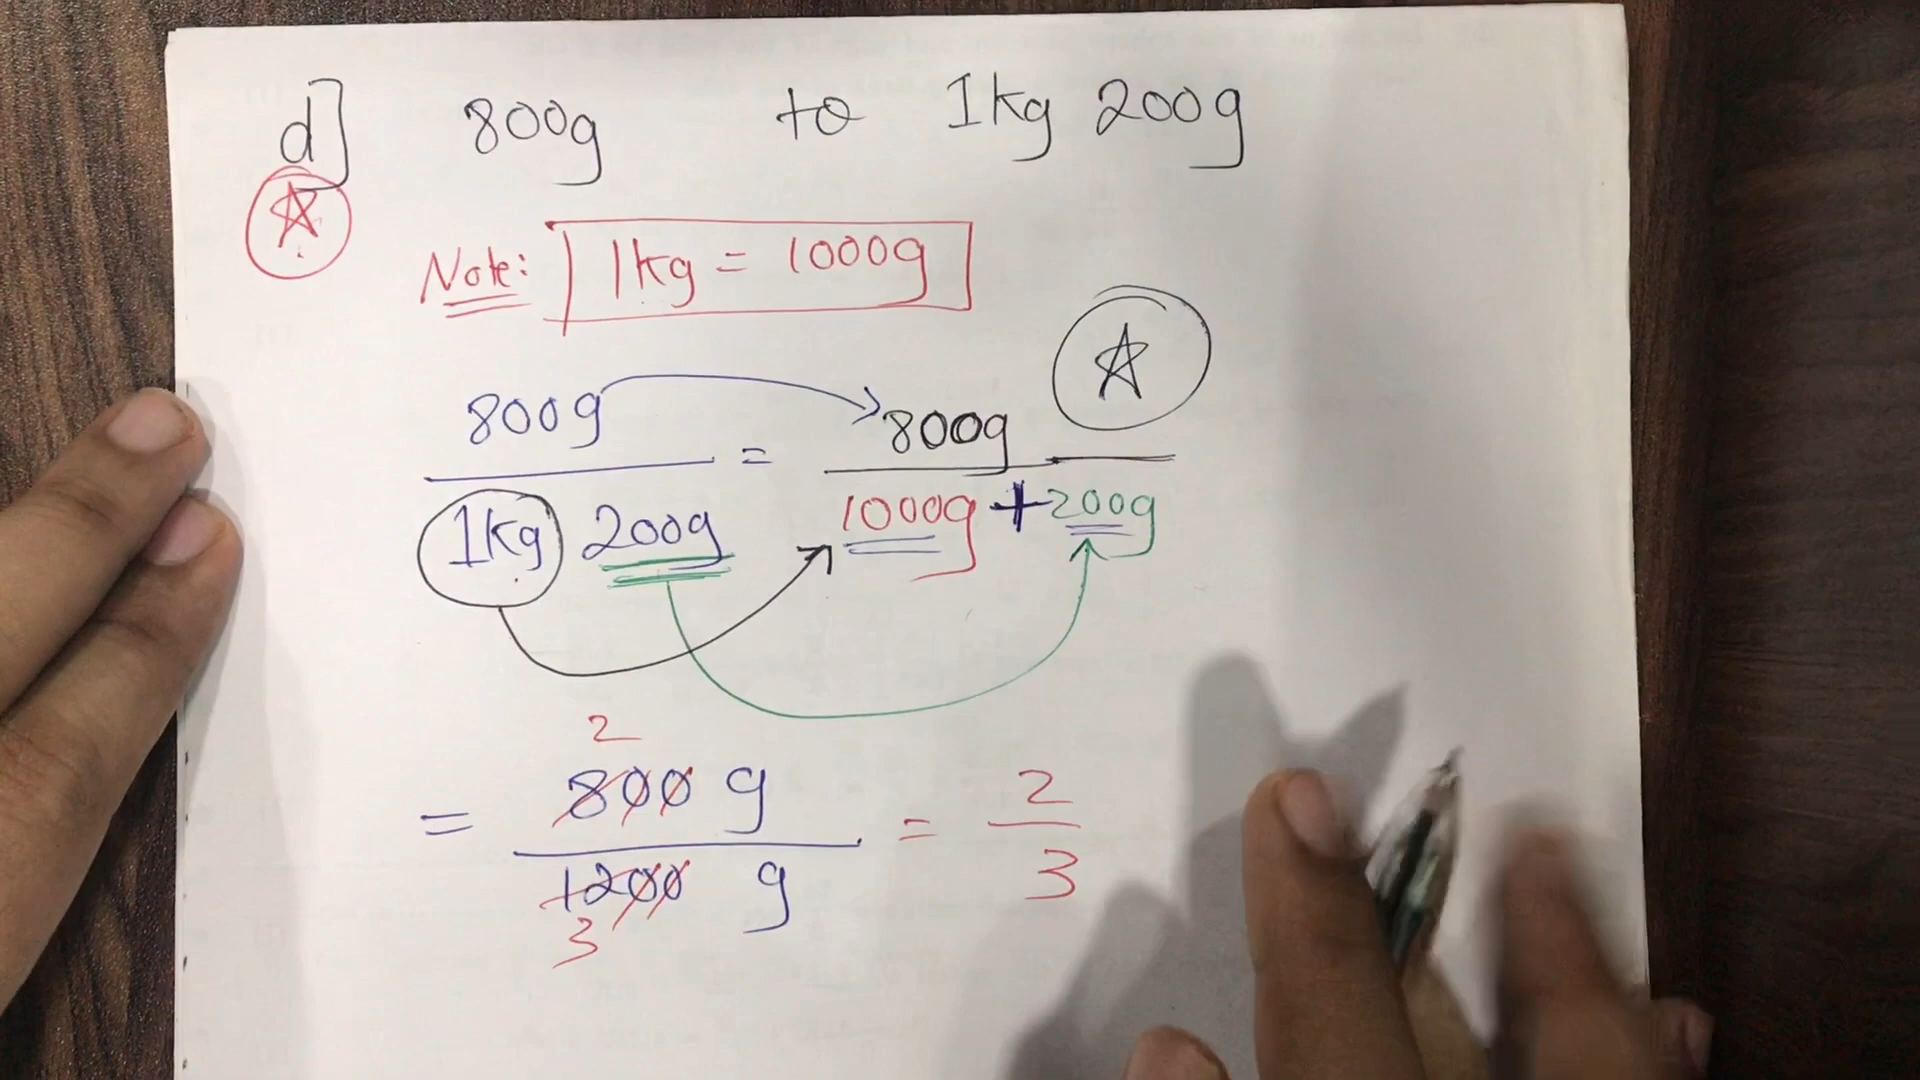 d] 800g to 1kg 200g
Note: 1kg = 1000g
800g = 800g
1kg 200g 1000g + 200g
2
= 800 g = 2
1200 g 3
3